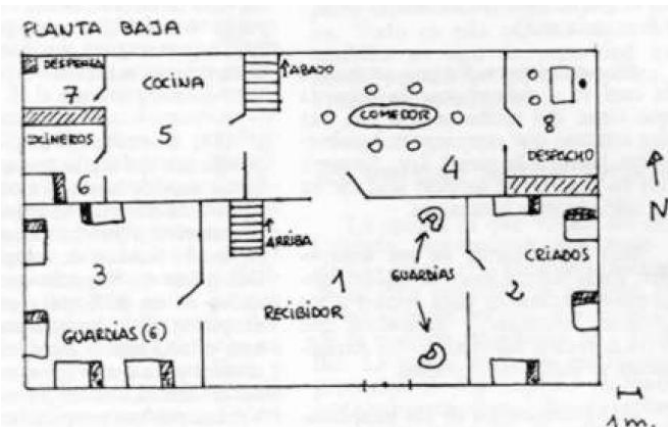 PLANTA BAJA
DESPENSA
COCINA
ABAJO
7
COMEDOR
8
5
4
DESPACHO
6
N
ARRIBA
3
1
GUARDIAS
CRIADOS
2
RECIBIDOR
GUARDIAS (6)
1 m.